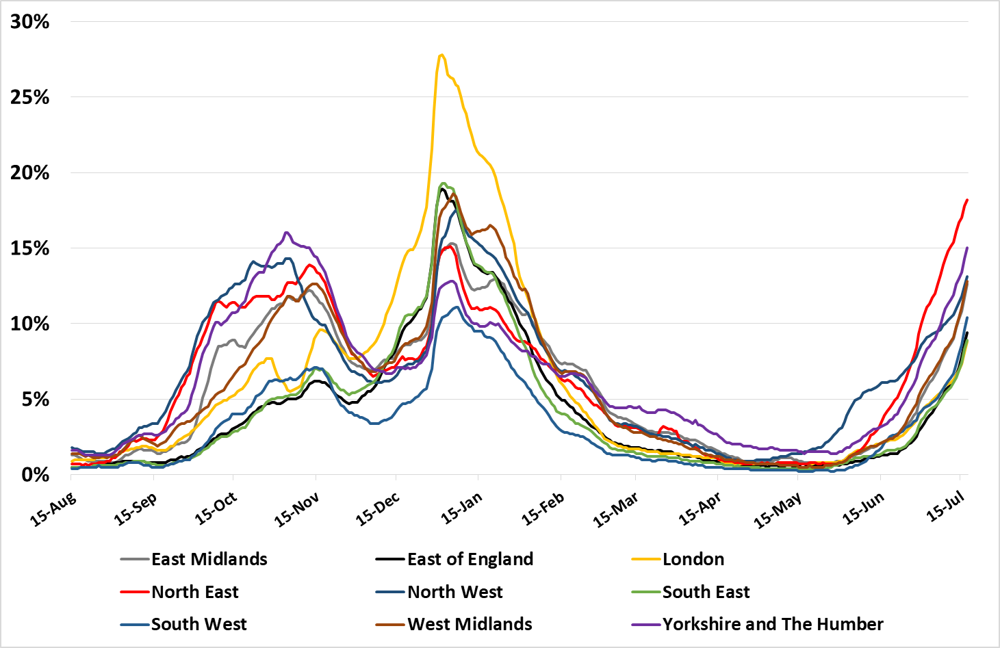 30%
25%
20%
15%
10%
5%
0%
15-Aug 15-Sep 15-Oct 15-Nov 15-Dec 15-Jan 15-Feb 15-Mar 15-Apr 15-May 15-Jun 15-Jul
East Midlands East of England London
North East North West South East
South West West Midlands Yorkshire and The Humber